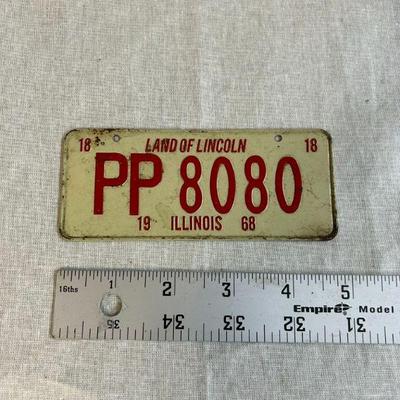 18 LAND OF LINCOLN 18
PP 8080
19 ILLINOIS 68
16ths 1 2 3 4 5
Empire Model
35 34 33 32 31